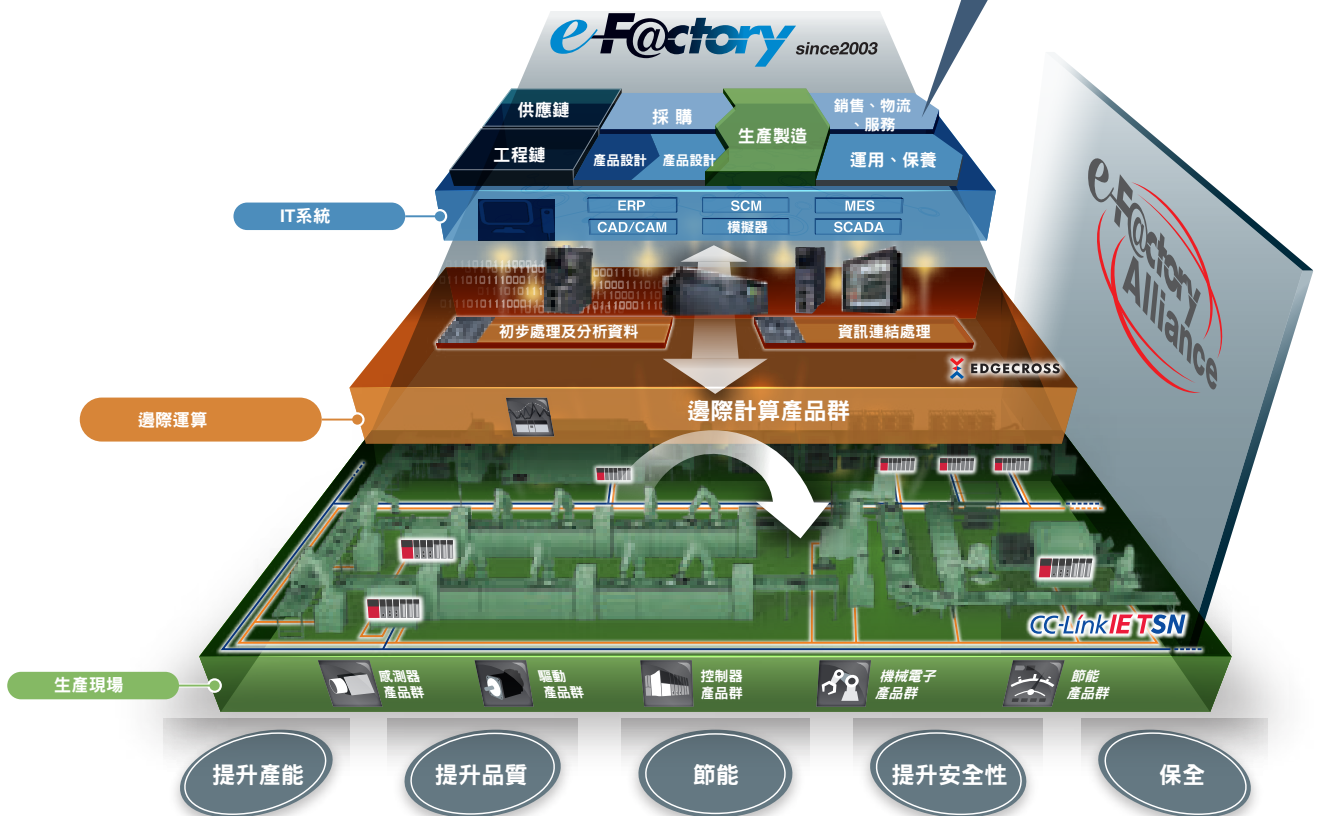 e-F@ctory since2003
供應鏈
採 購
生產製造
銷售、物流
、服務
工程鏈
產品設計
產品設計
運用、保養
IT系統
ERP
SCM
MES
CAD/CAM
模擬器
SCADA
初步處理及分析資料
資訊連結處理
EDGECROSS
邊際運算
邊際計算產品群
e-F@ctory
Alliance
CC-Link IE TSN
生產現場
感測器
產品群
驅動
產品群
控制器
產品群
機械電子
產品群
節能
產品群
提升產能
提升品質
節能
提升安全性
保全